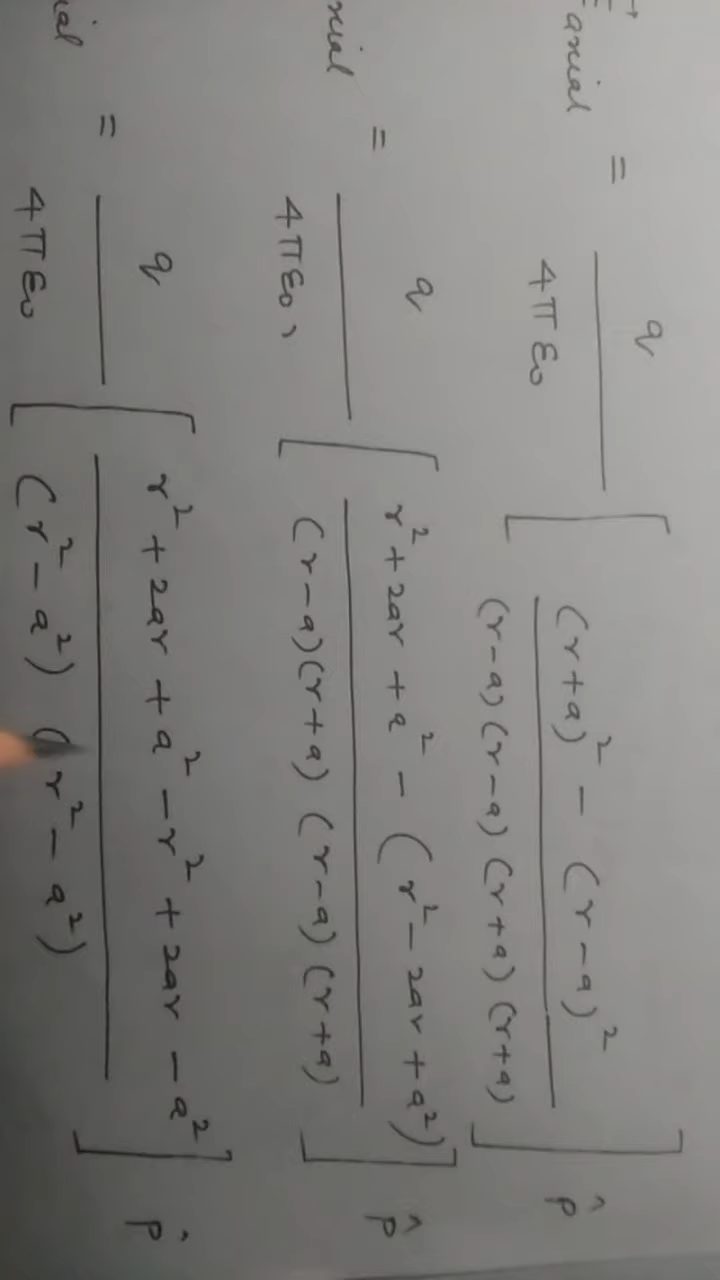 E⃗axial = q / 4πε₀ [ (r+a)² − (r−a)² / (r−a)(r−a)(r+a)(r+a) ] p̂
axial = q / 4πε₀, [ r² + 2ar + a² − (r² − 2ar + a²) / (r−a)(r+a) (r−a)(r+a) ] p̂
ial = q / 4πε₀ [ r² + 2ar + a² − r² + 2ar − a² / (r² − a²) (r² − a²) ] p̂